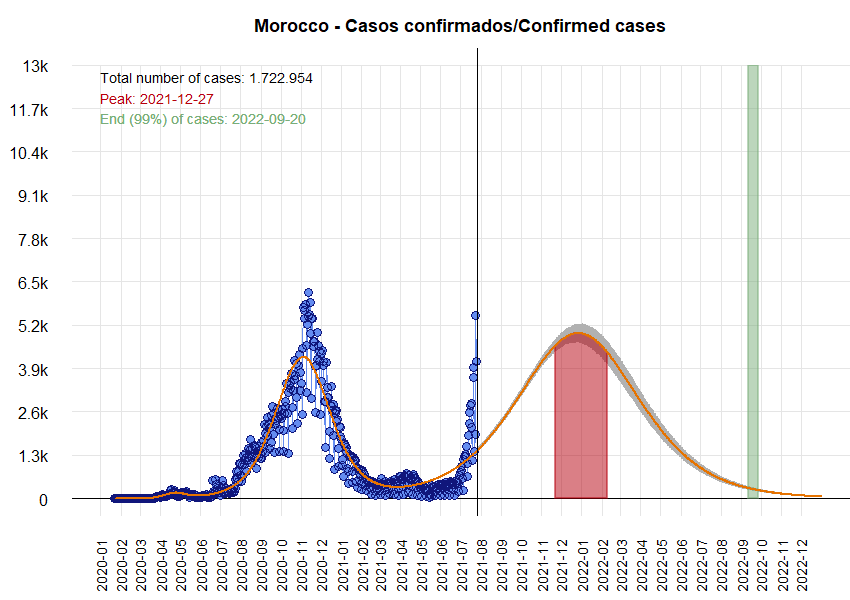 Morocco - Casos confirmados/Confirmed cases
Total number of cases: 1.722.954
Peak: 2021-12-27
End (99%) of cases: 2022-09-20
13k
11.7k
10.4k
9.1k
7.8k
6.5k
5.2k
3.9k
2.6k
1.3k
0
2020-01
2020-02
2020-03
2020-04
2020-05
2020-06
2020-07
2020-08
2020-09
2020-10
2020-11
2020-12
2021-01
2021-02
2021-03
2021-04
2021-05
2021-06
2021-07
2021-08
2021-09
2021-10
2021-11
2021-12
2022-01
2022-02
2022-03
2022-04
2022-05
2022-06
2022-07
2022-08
2022-09
2022-10
2022-11
2022-12